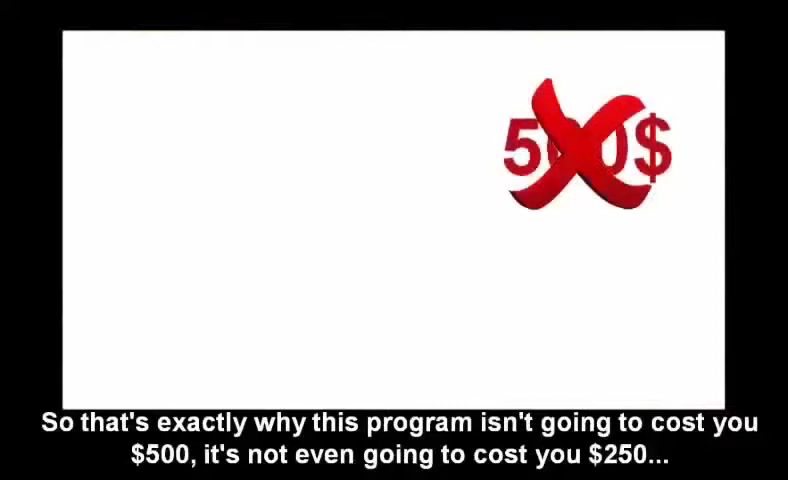 500$
So that's exactly why this program isn't going to cost you
$500, it's not even going to cost you $250...